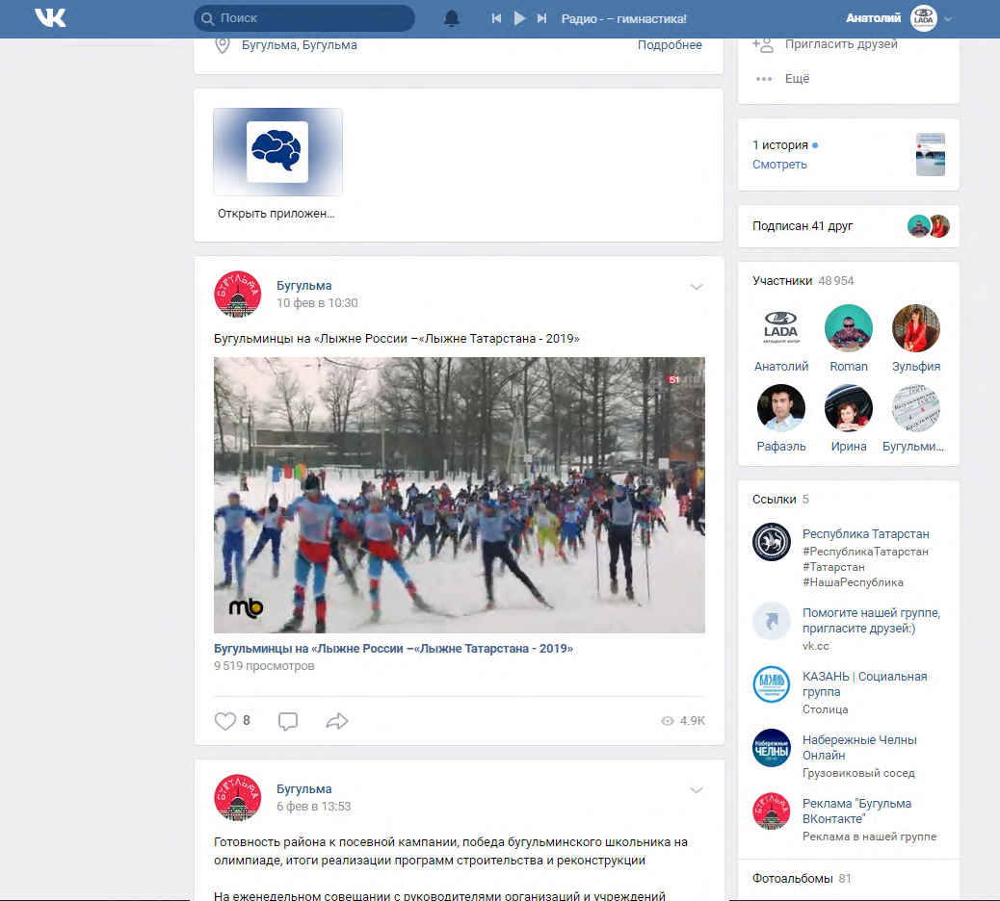 Поиск
Радио - – гимнастика!
Анатолий
LADA
Бугульма, Бугульма
Подробнее
Открыть приложен...
Бугульма
10 фев в 10:30
Бугульминцы на «Лыжне России –«Лыжне Татарстана - 2019»
51
mb
Бугульминцы на «Лыжне России –«Лыжне Татарстана - 2019»
9 519 просмотров
8
4.9K
Бугульма
6 фев в 13:53
Готовность района к посевной кампании, победа бугульминского школьника на
олимпиаде, итоги реализации программ строительства и реконструкции
На еженедельном совещании с руководителями организаций и учреждений
Пригласить друзей
Ещё
1 история
Смотреть
Подписан 41 друг
Участники 48 954
LADA
АВТОЦЕНТР ИНТЕР
Анатолий
Roman
Зульфия
Рафаэль
Ирина
Бугульми...
Ссылки 5
Республика Татарстан
#РеспубликаТатарстан
#Татарстан
#НашаРеспублика
Помогите нашей группе,
пригласите друзей:)
vk.cc
КАЗАНЬ
КАЗАНЬ | Социальная
группа
Столица
Набережные
ЧЕЛНЫ
Набережные Челны
Онлайн
Грузовиковый сосед
Реклама "Бугульма
ВКонтакте"
Реклама в нашей группе
Фотоальбомы 81